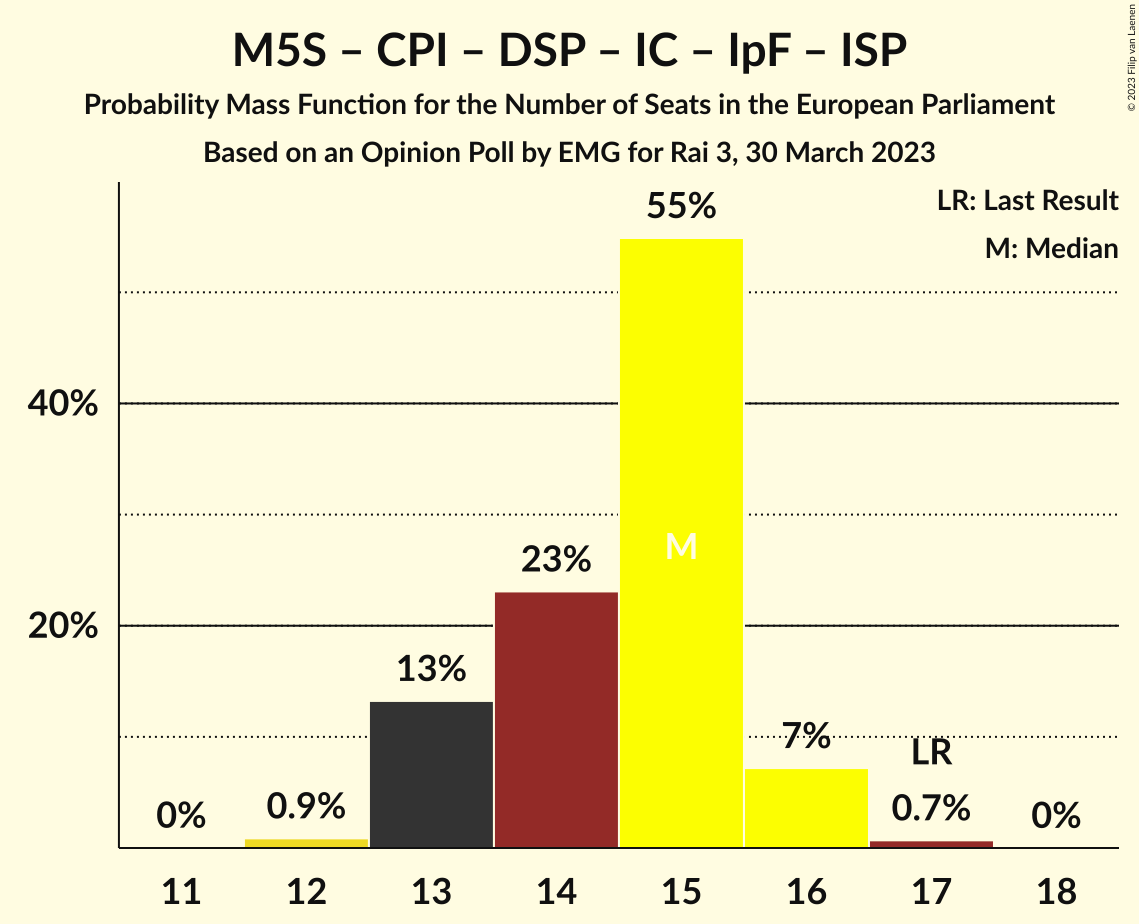 M5S – CPI – DSP – IC – IpF – ISP
Probability Mass Function for the Number of Seats in the European Parliament
Based on an Opinion Poll by EMG for Rai 3, 30 March 2023
© 2023 Filip van Laenen
LR: Last Result
M: Median
40%
20%
0%
0.9%
13%
23%
55%
M
7%
LR
0.7%
0%
11 12 13 14 15 16 17 18